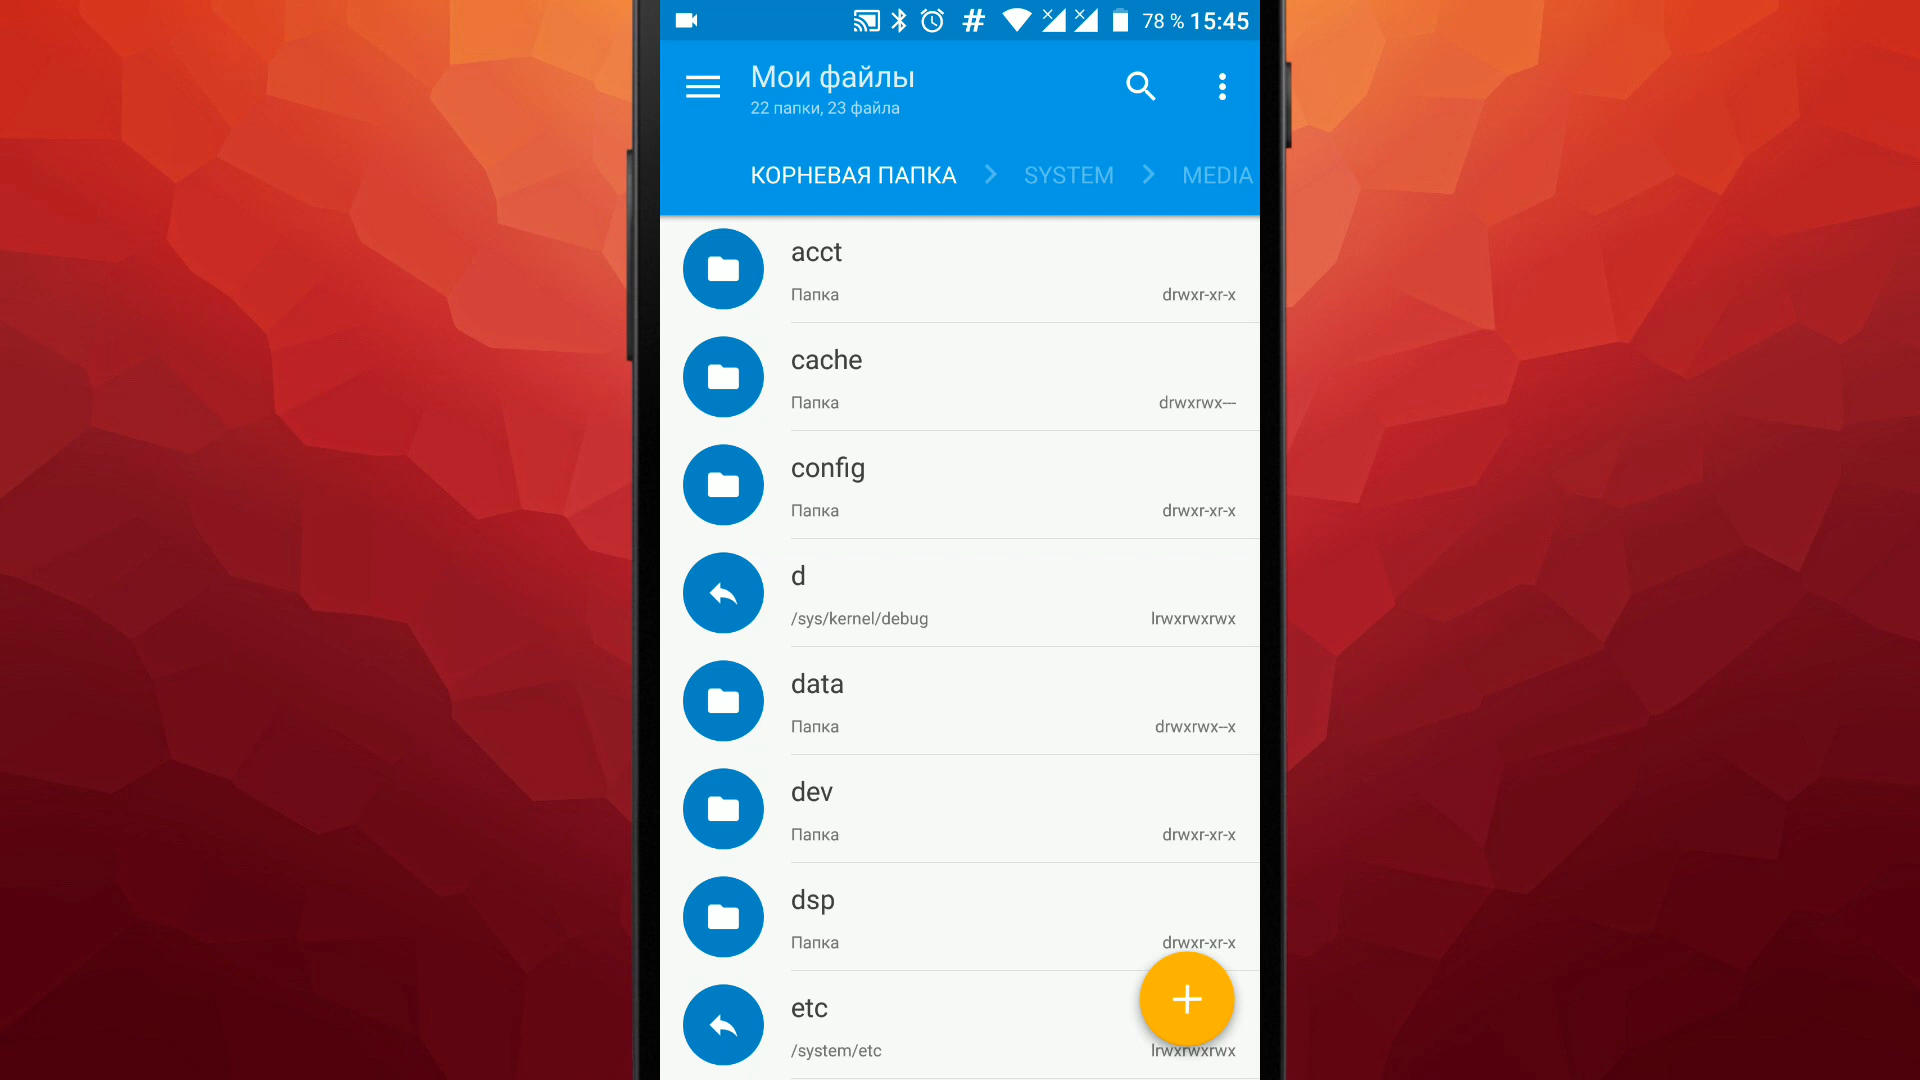 78 % 15:45
Мои файлы
22 папки, 23 файла
КОРНЕВАЯ ПАПКА SYSTEM MEDIA
acct
Папка drwxr-xr-x
cache
Папка drwxrwx---
config
Папка drwxr-xr-x
d
/sys/kernel/debug lrwxrwxrwx
data
Папка drwxrwx--x
dev
Папка drwxr-xr-x
dsp
Папка drwxr-xr-x
etc
/system/etc lrwxrwxrwx